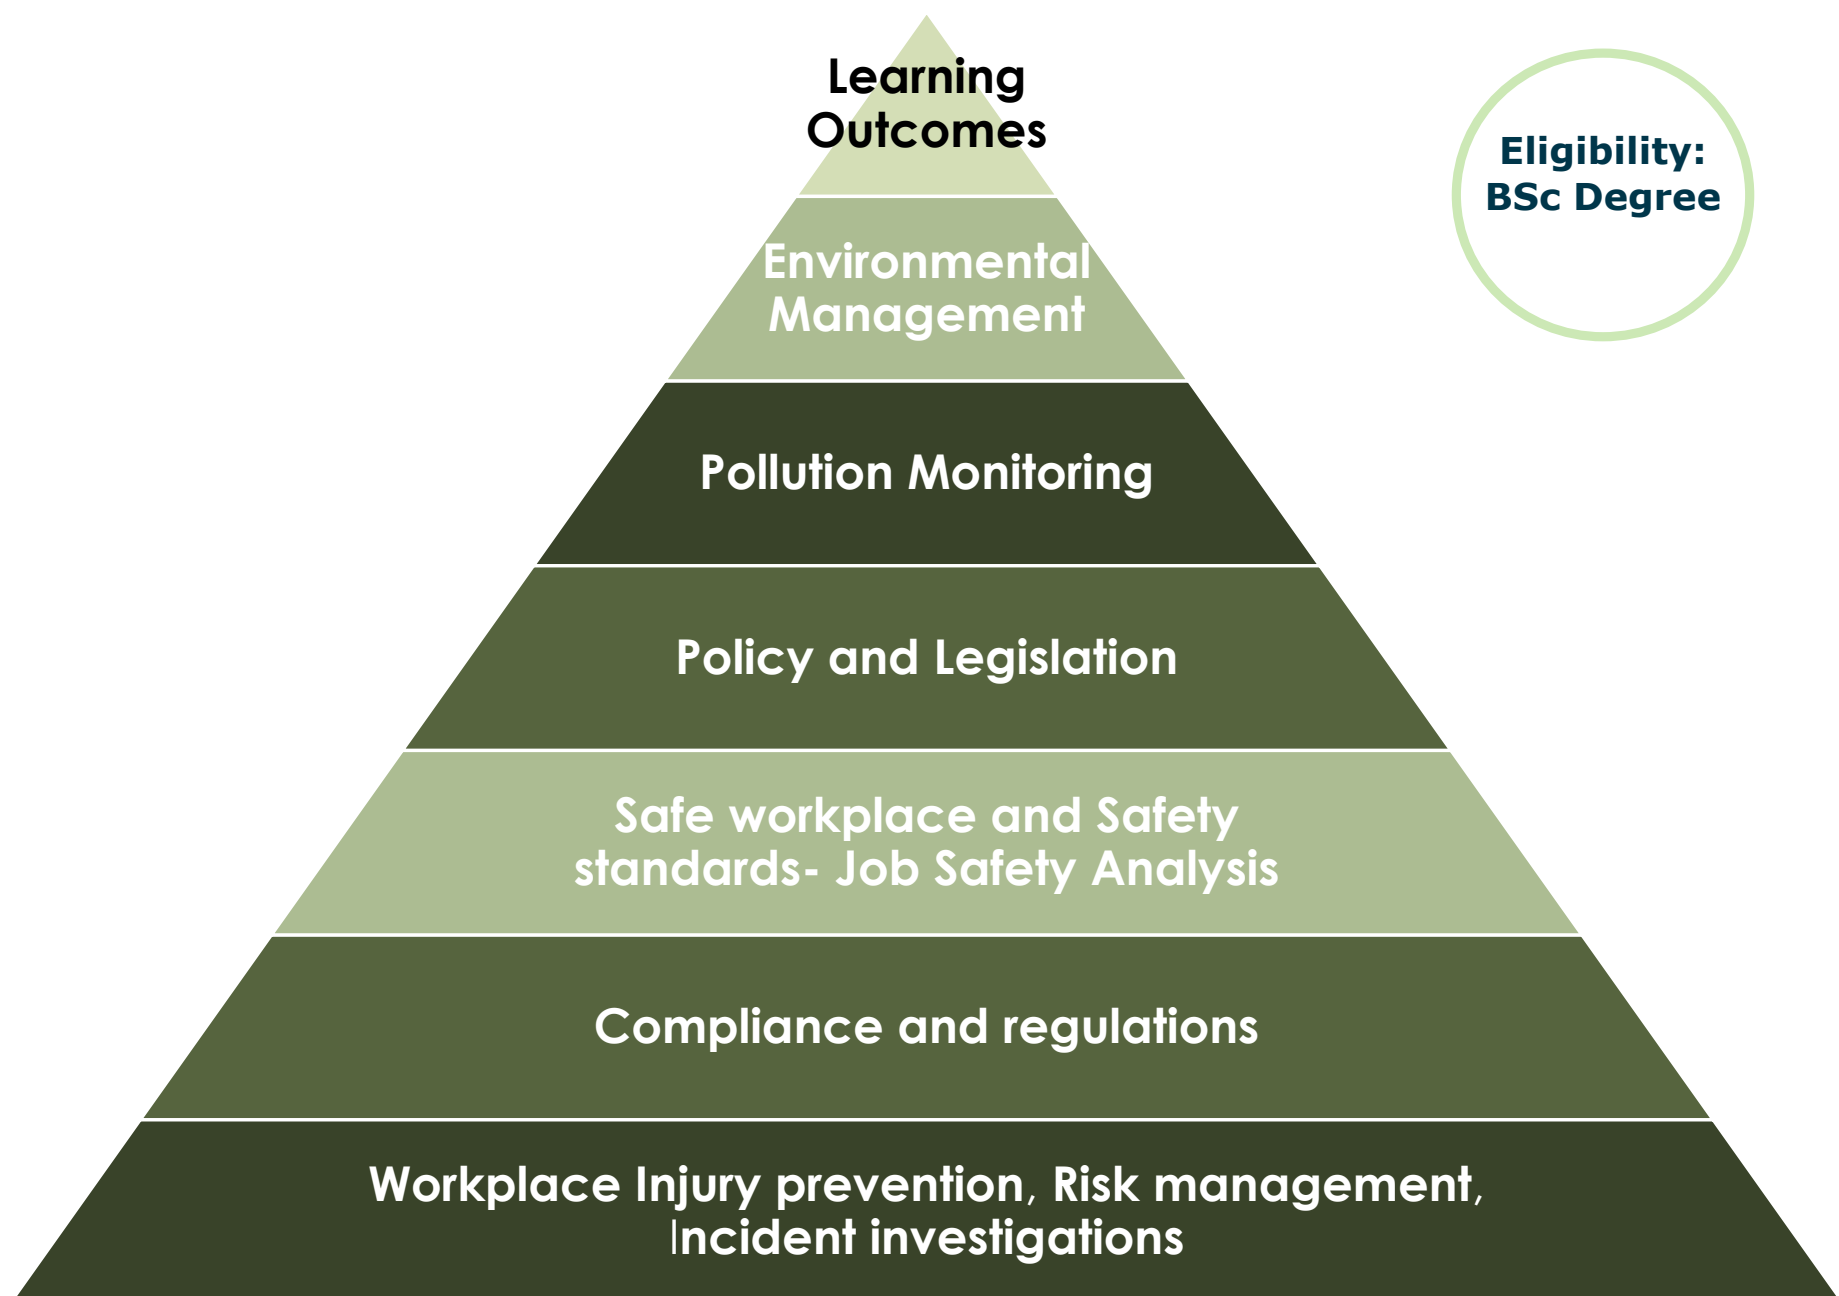 Learning
Outcomes
Eligibility:
BSc Degree
Environmental
Management
Pollution Monitoring
Policy and Legislation
Safe workplace and Safety
standards- Job Safety Analysis
Compliance and regulations
Workplace Injury prevention, Risk management,
Incident investigations